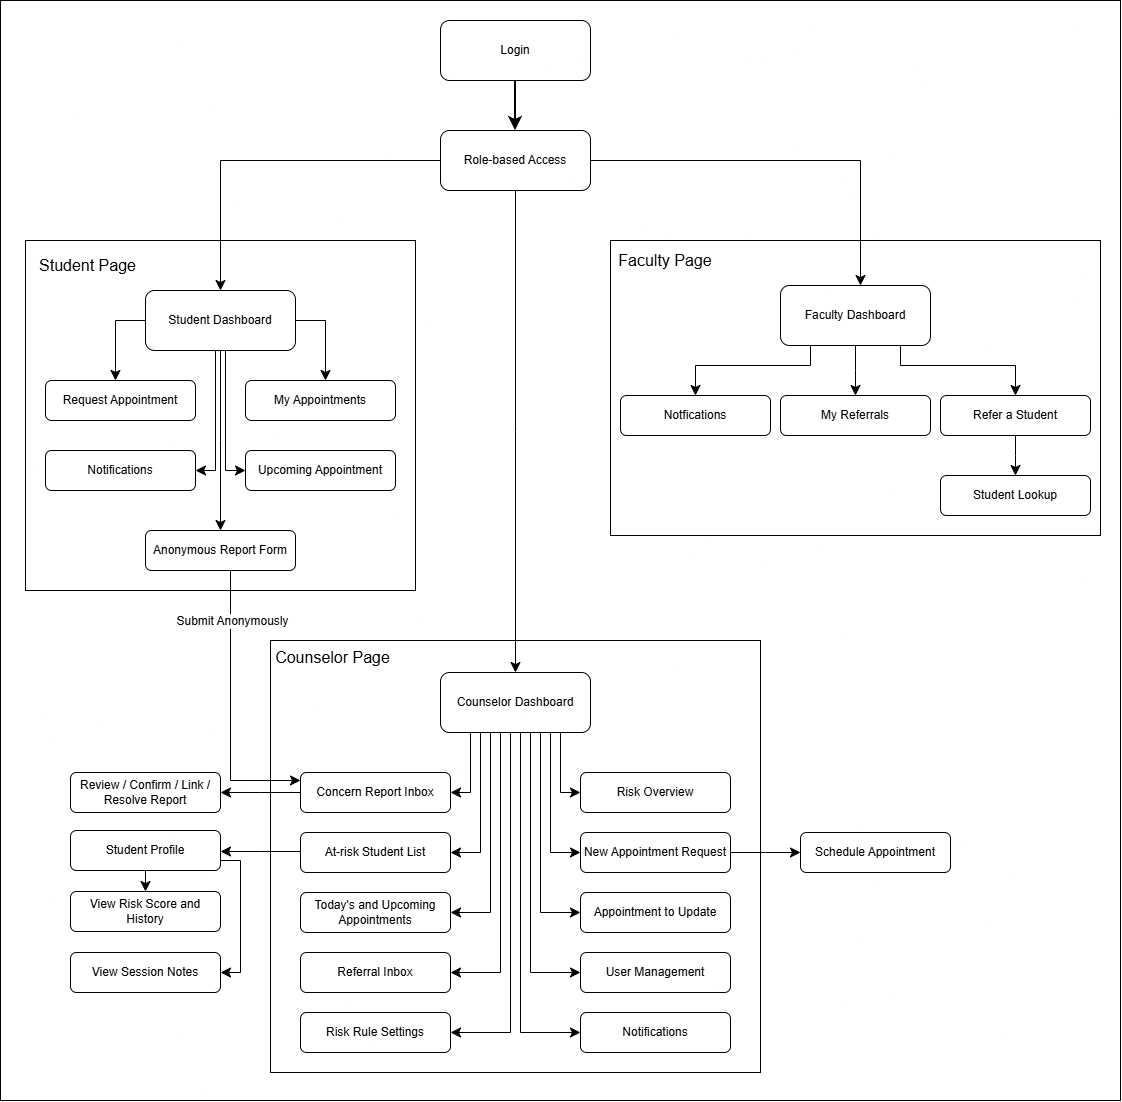 Login
Role-based Access
Student Page
Student Dashboard
Request Appointment
My Appointments
Notifications
Upcoming Appointment
Anonymous Report Form
Submit Anonymously
Faculty Page
Faculty Dashboard
Notfications
My Referrals
Refer a Student
Student Lookup
Counselor Page
Counselor Dashboard
Review / Confirm / Link /
Resolve Report
Concern Report Inbox
Risk Overview
Student Profile
At-risk Student List
New Appointment Request
Schedule Appointment
View Risk Score and
History
Today's and Upcoming
Appointments
Appointment to Update
View Session Notes
Referral Inbox
User Management
Risk Rule Settings
Notifications